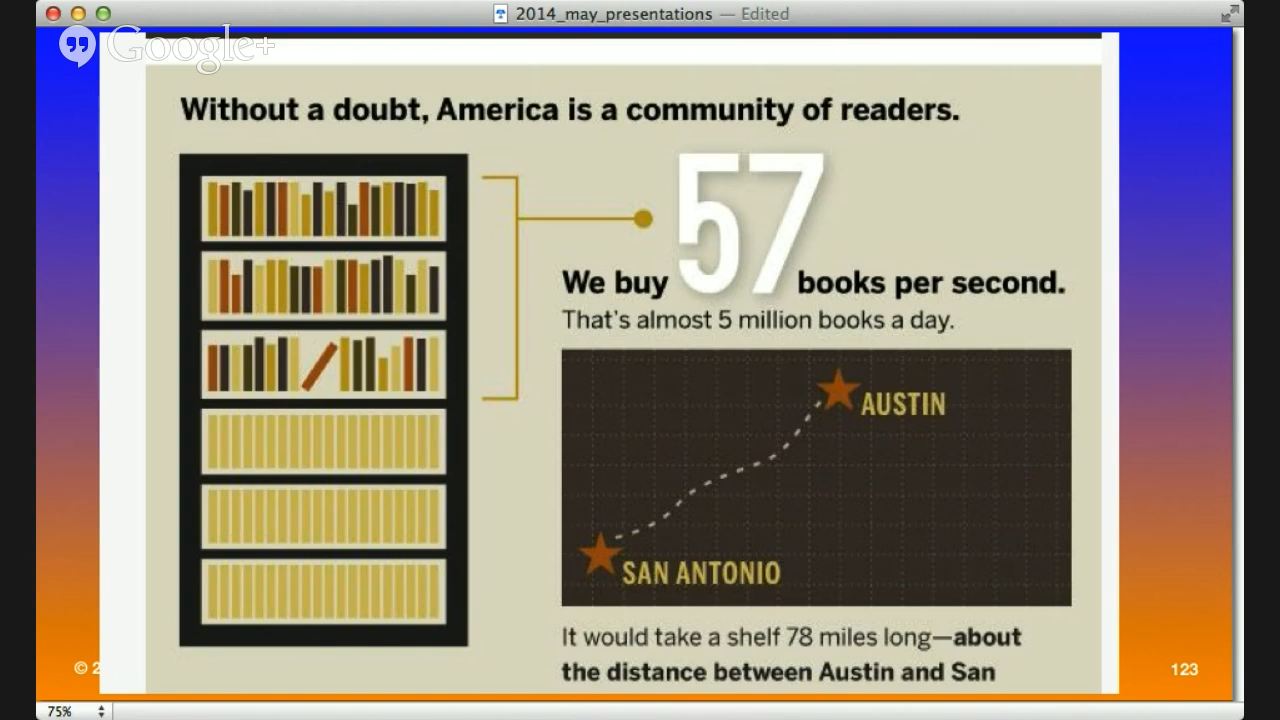 2014_may_presentations — Edited
Google+
Without a doubt, America is a community of readers.
57
We buy books per second.
That's almost 5 million books a day.
AUSTIN
SAN ANTONIO
It would take a shelf 78 miles long—about
the distance between Austin and San
© 2
123
75%